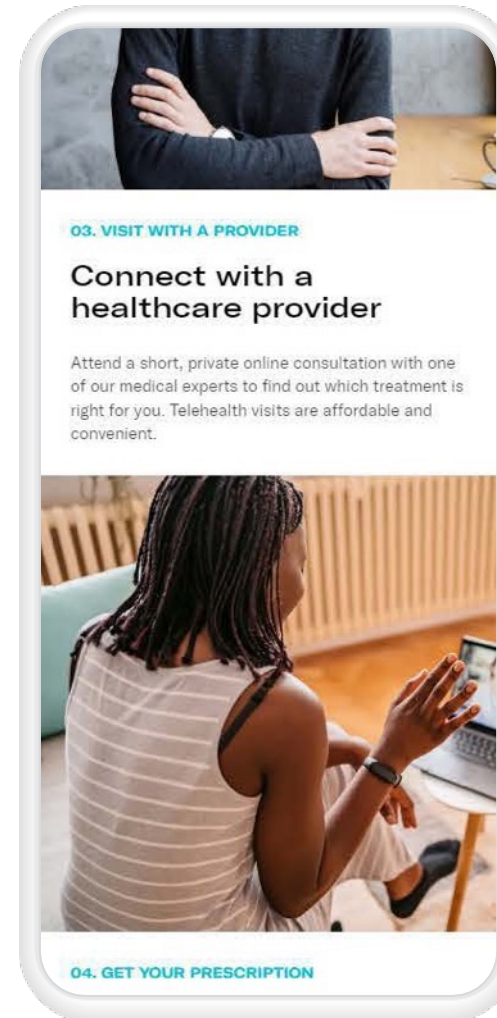 03. VISIT WITH A PROVIDER
Connect with a
healthcare provider
Attend a short, private online consultation with one
of our medical experts to find out which treatment is
right for you. Telehealth visits are affordable and
convenient.
04. GET YOUR PRESCRIPTION